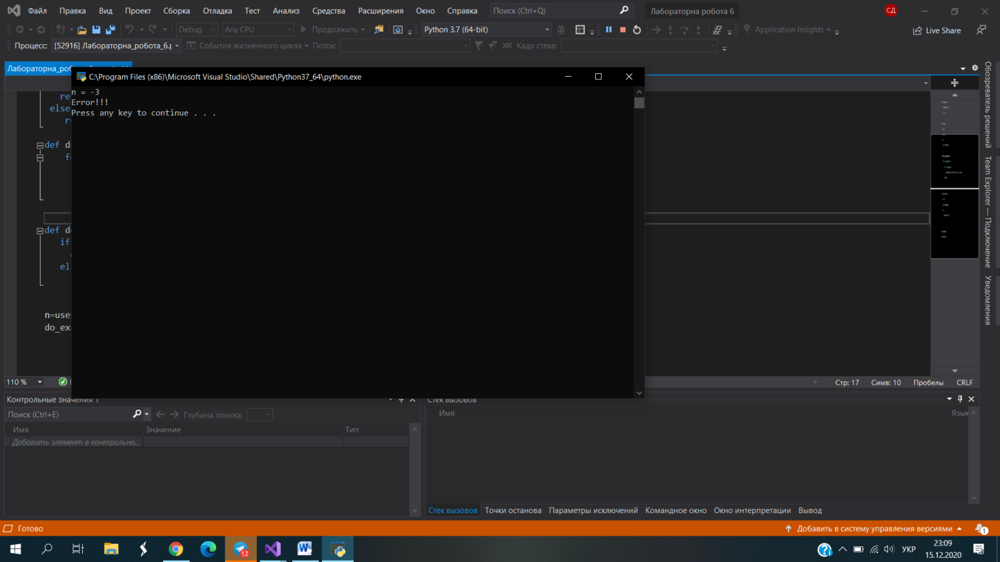 Файл Правка Вид Проект Сборка Отладка Тест Анализ Средства Расширения Окно Справка Поиск (Ctrl+Q) Лабораторна робота 6 СД
Debug Any CPU Продолжить Python 3.7 (64-bit) Application Insights Live Share
Процесс: [52916] Лабораторна_робота_6.p События жизненного цикла Поток: Кадр стека:
Лабораторна_роб
C:\Program Files (x86)\Microsoft Visual Studio\Shared\Python37_64\python.exe
n = -3
Error!!!
Press any key to continue . . .
re
else
r
def d
fo
def d
if
el
n=use
do_ex
Обозреватель решений
Team Explorer — Подключение
Уведомления
110 % Стр: 17 Симв: 10 Пробелы CRLF
Контрольные значения 1
Поиск (Ctrl+E) Глубина поиска:
Имя Значение Тип
Добавить элемент в контрольно...
Стек вызовов
Имя Язык
Стек вызовов Точки останова Параметры исключений Командное окно Окно интерпретации Вывод
Готово Добавить в систему управления версиями 1
12 УКР 23:09
15.12.2020